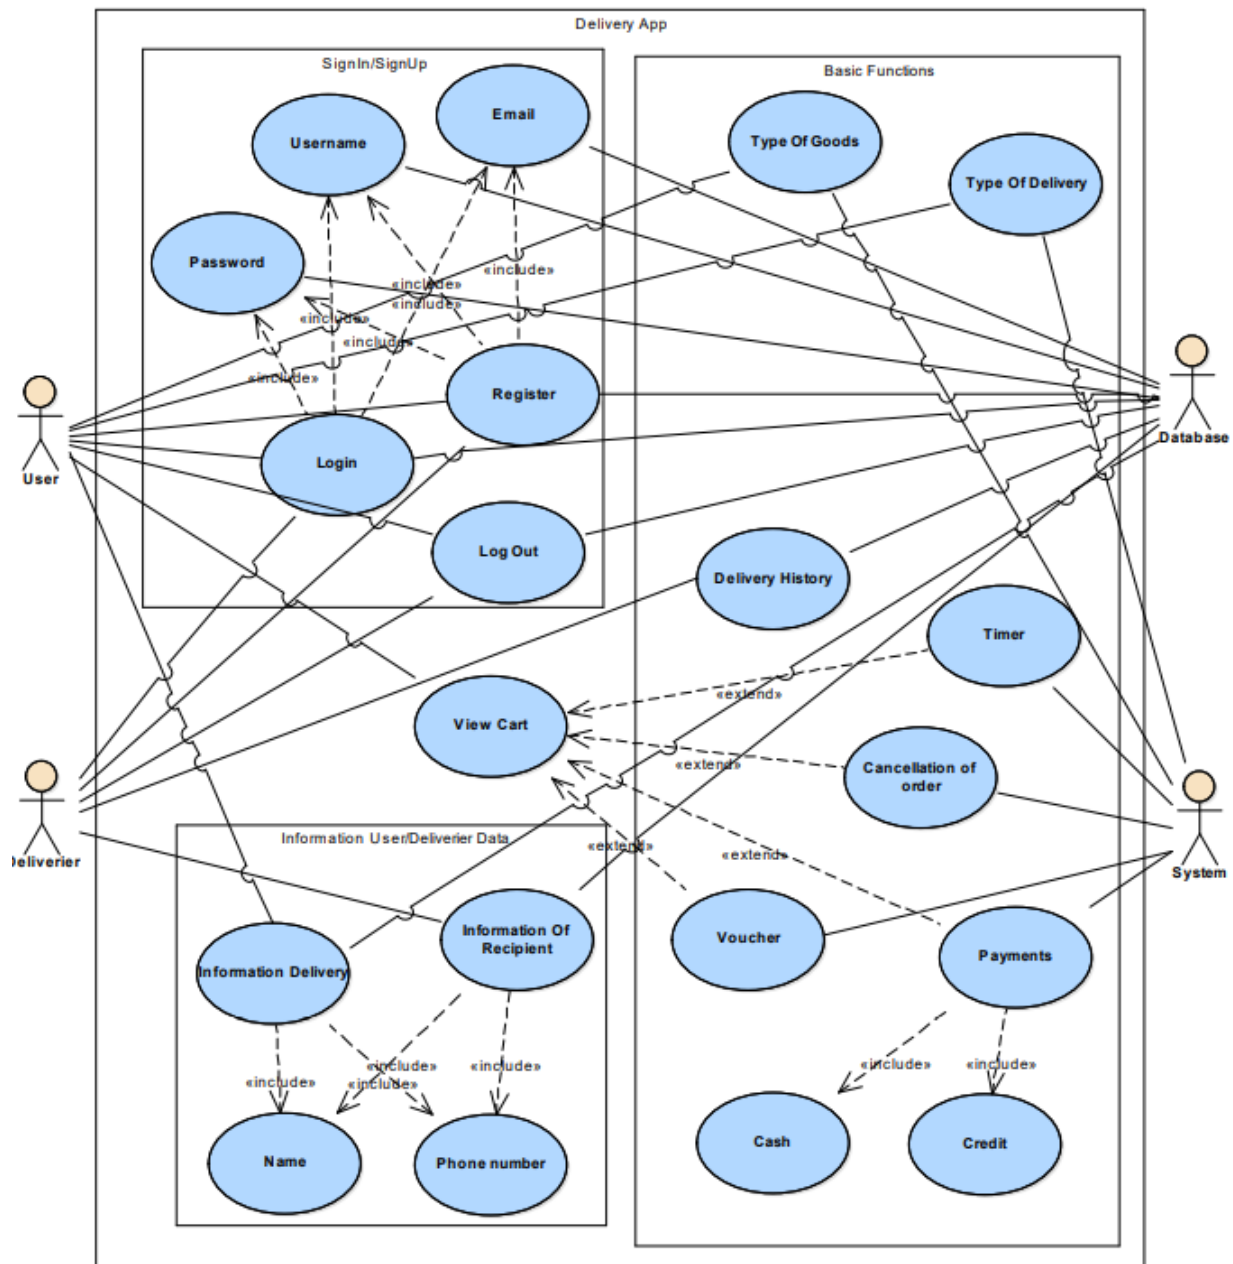 Delivery App
SignIn/SignUp
Basic Functions
Email
Username
Type Of Goods
Type Of Delivery
Password
«include»
«include»
«include»
«include»
«include»
«include»
Register
Database
Login
User
Log Out
Delivery History
Timer
«extend»
View Cart
«extend»
Cancellation of
order
Information User/Deliverier Data
«extend»
«extend»
Deliverier
System
Information Of
Recipient
Voucher
Payments
Information Delivery
«include»
«include»
«include»
«include»
«include»
«include»
Cash
Credit
Name
Phone number